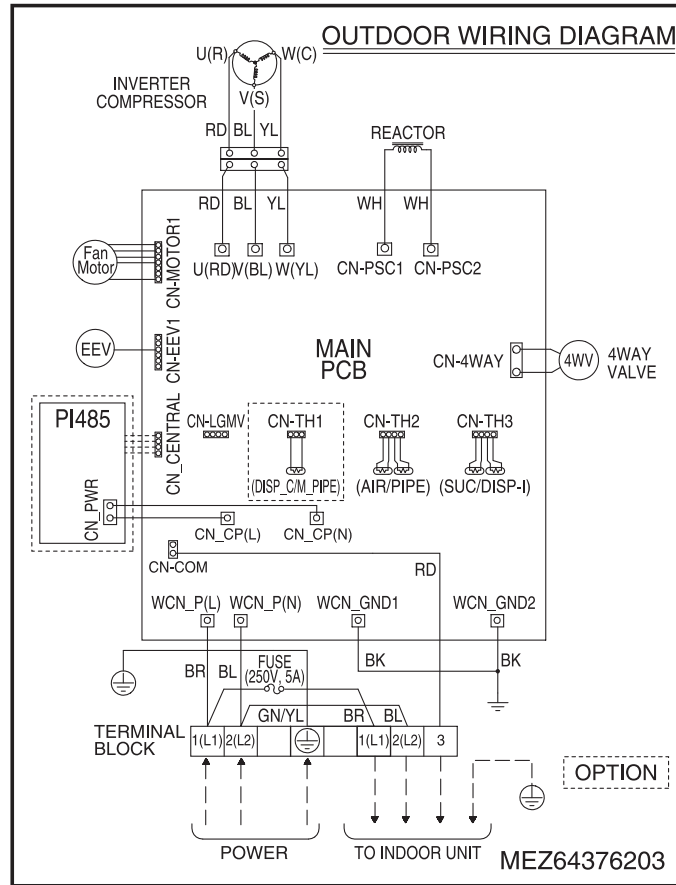 OUTDOOR WIRING DIAGRAM
U(R) W(C)
V(S)
INVERTER
COMPRESSOR
RD BL YL
REACTOR
RD BL YL
WH WH
Fan
Motor
CN-MOTOR1
U(RD) V(BL) W(YL)
CN-PSC1 CN-PSC2
EEV
CN-EEV1
MAIN
PCB
CN-4WAY
4WV
4WAY
VALVE
PI485
CN_CENTRAL
CN-LGMV
CN-TH1
CN-TH2
CN-TH3
(DISP_C/M_PIPE)
(AIR/PIPE)
(SUC/DISP-I)
CN_PWR
CN_CP(L)
CN_CP(N)
CN-COM
RD
WCN_P(L) WCN_P(N) WCN_GND1 WCN_GND2
BR BL
FUSE
(250V, 5A)
BK BK
GN/YL
BR BL
TERMINAL
BLOCK
1(L1) 2(L2) 1(L1) 2(L2) 3
OPTION
POWER
TO INDOOR UNIT
MEZ64376203